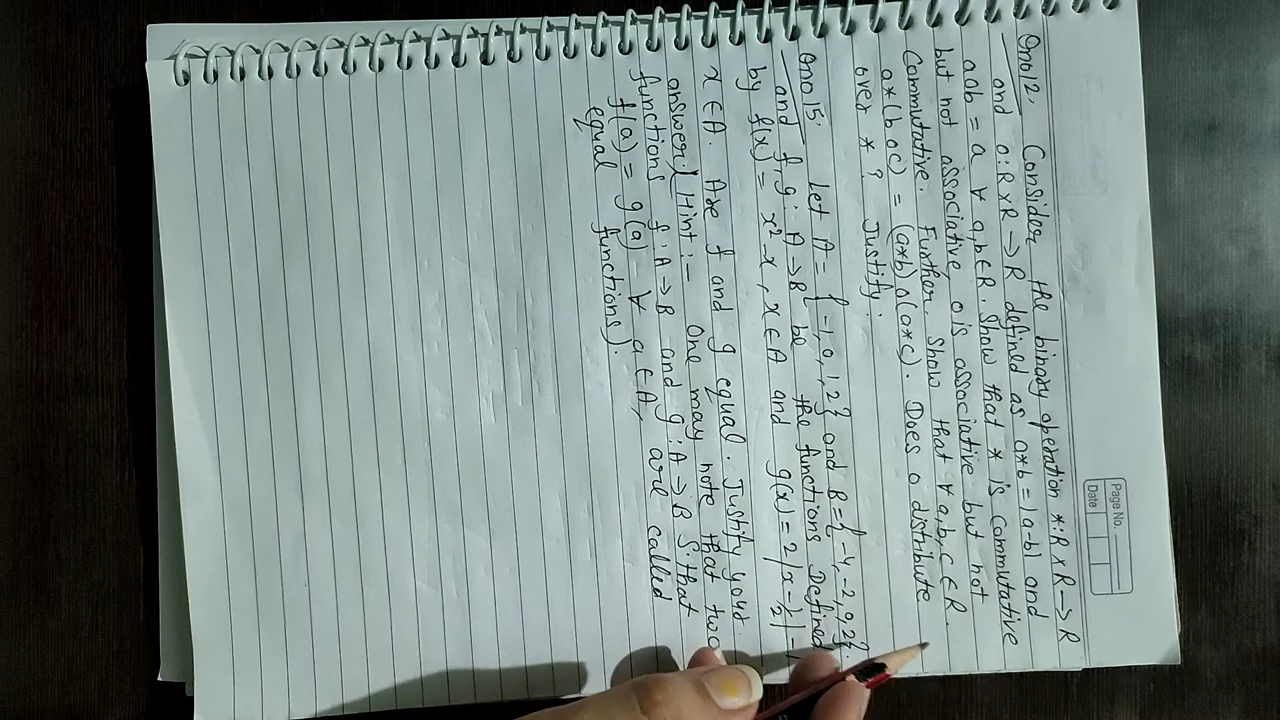 Page No.
Date
Qno12. Consider the binary operation *: R x R → R
and o: R x R → R defined as a*b = |a-b| and
aob = a ∀ a,b ∈ R. Show that * is commutative
but not associative, o is associative but not
Commutative. Further, Show that ∀ a,b,c ∈ R.
a*(b o c) = (a*b) o (a*c). Does o distribute
over * ? Justify.
Qno 15. Let A = { -1, 0, 1, 2} and B = { -4, -2, 0, 2}.
and f, g: A → B be the functions Defined
by f(x) = x² - x, x ∈ A and g(x) = 2|x - 1/2| - 1
x ∈ A. Are f and g equal. Justify your
answer. (Hint :- One may note that two
functions f: A → B and g: A → B S.that
f(a) = g(a) - ∀ a ∈ A, are called
equal functions).